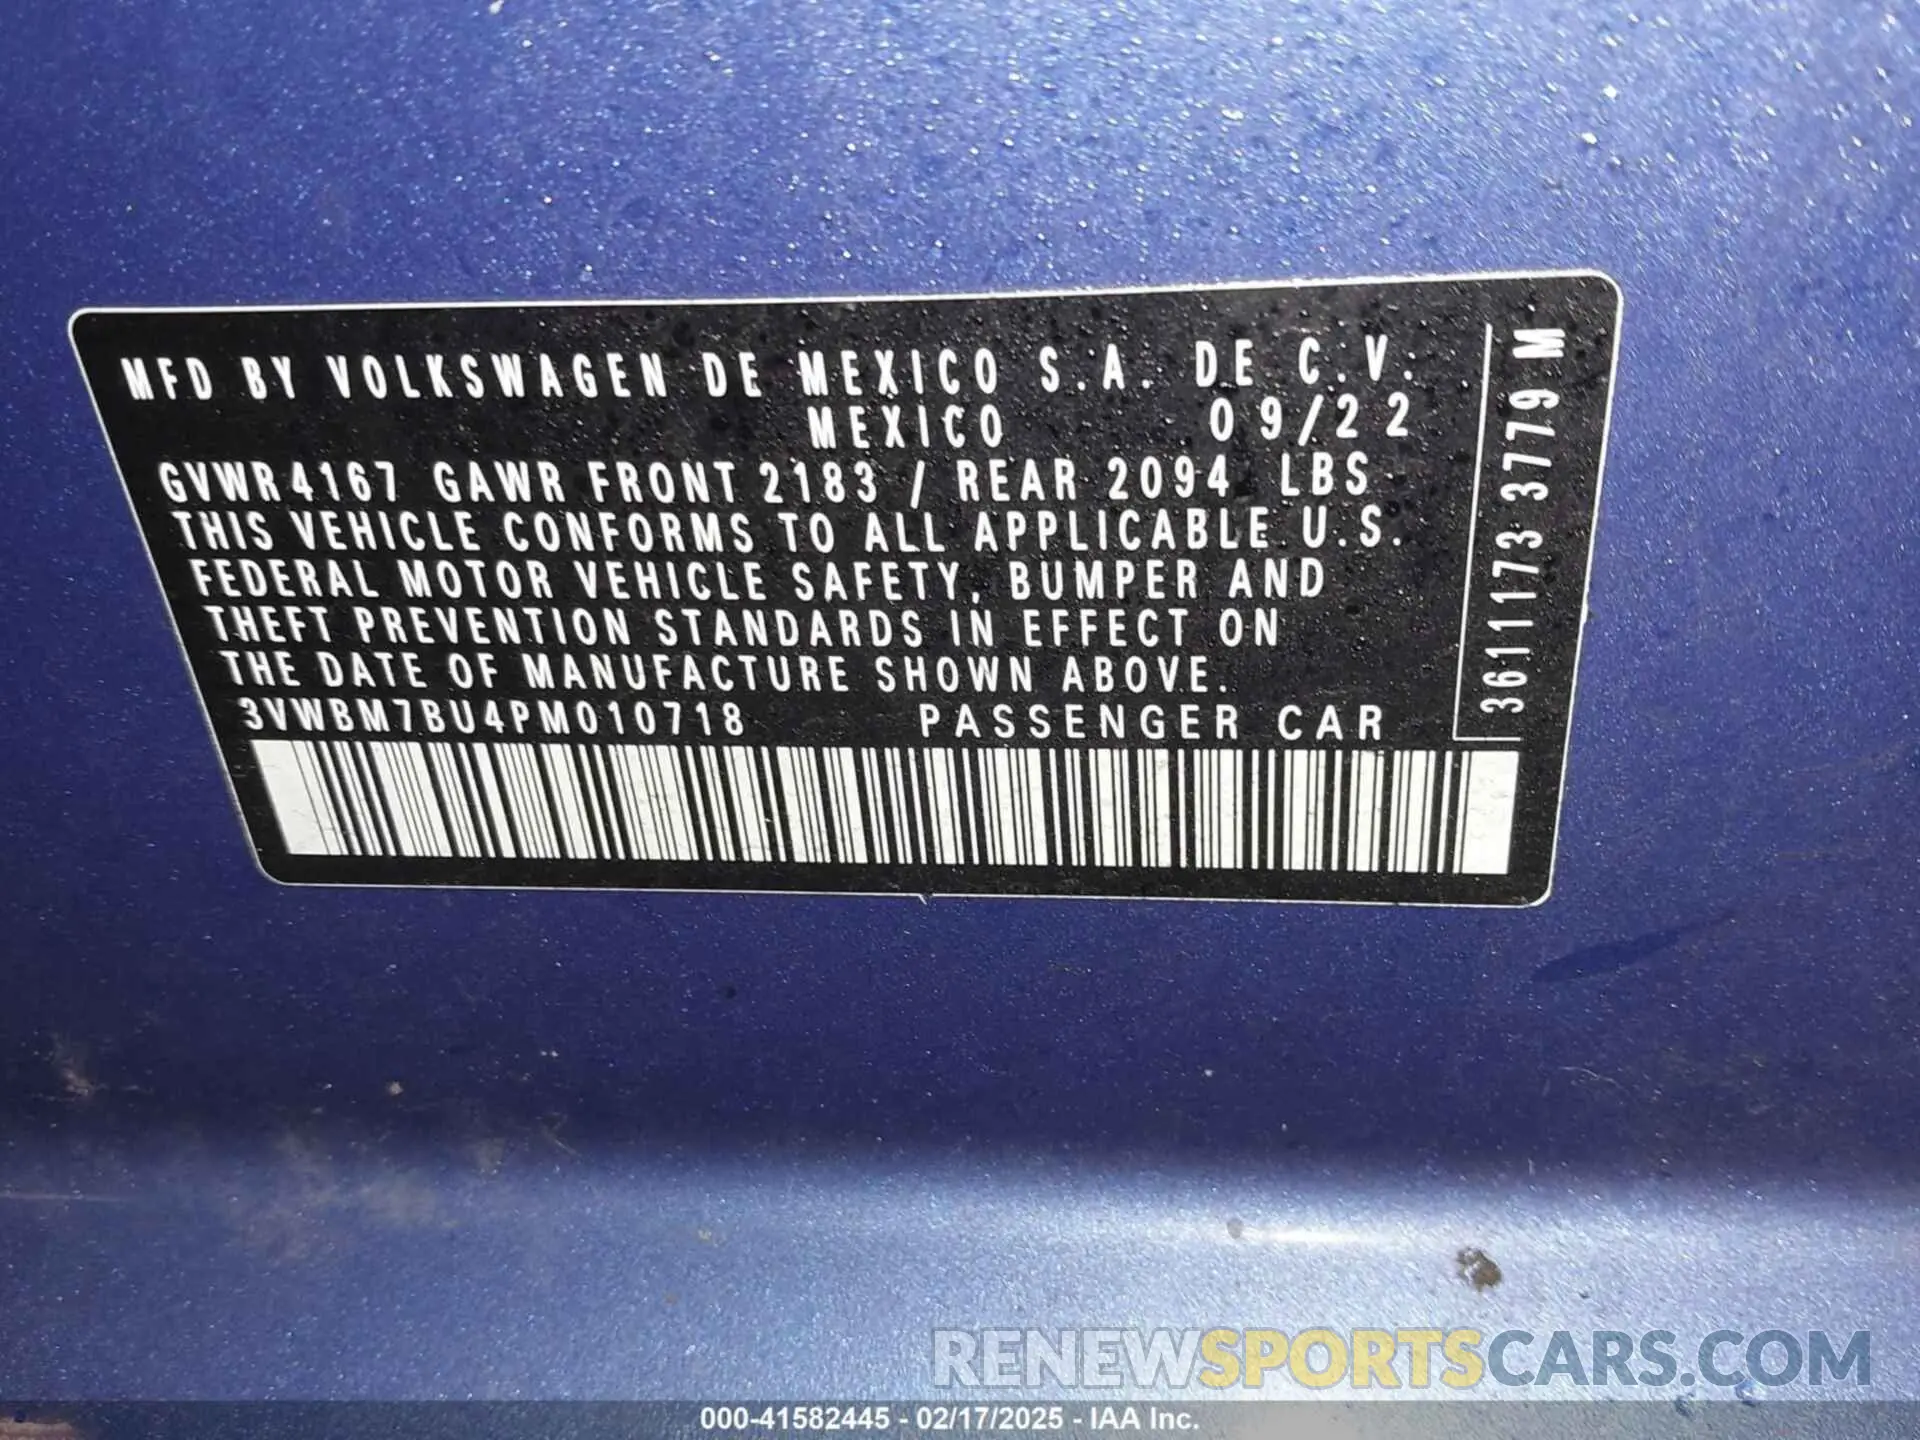 MFD BY VOLKSWAGEN DE MEXICO S.A. DE C.V.
MEXICO 09/22
GVWR 4167 GAWR FRONT 2183 / REAR 2094 LBS
THIS VEHICLE CONFORMS TO ALL APPLICABLE U.S.
FEDERAL MOTOR VEHICLE SAFETY, BUMPER AND
THEFT PREVENTION STANDARDS IN EFFECT ON
THE DATE OF MANUFACTURE SHOWN ABOVE.
3VWBM7BU4PM010718 PASSENGER CAR
3611173 3779 M
RENEWSPORTSCARS.COM
000-41582445 - 02/17/2025 - IAA Inc.